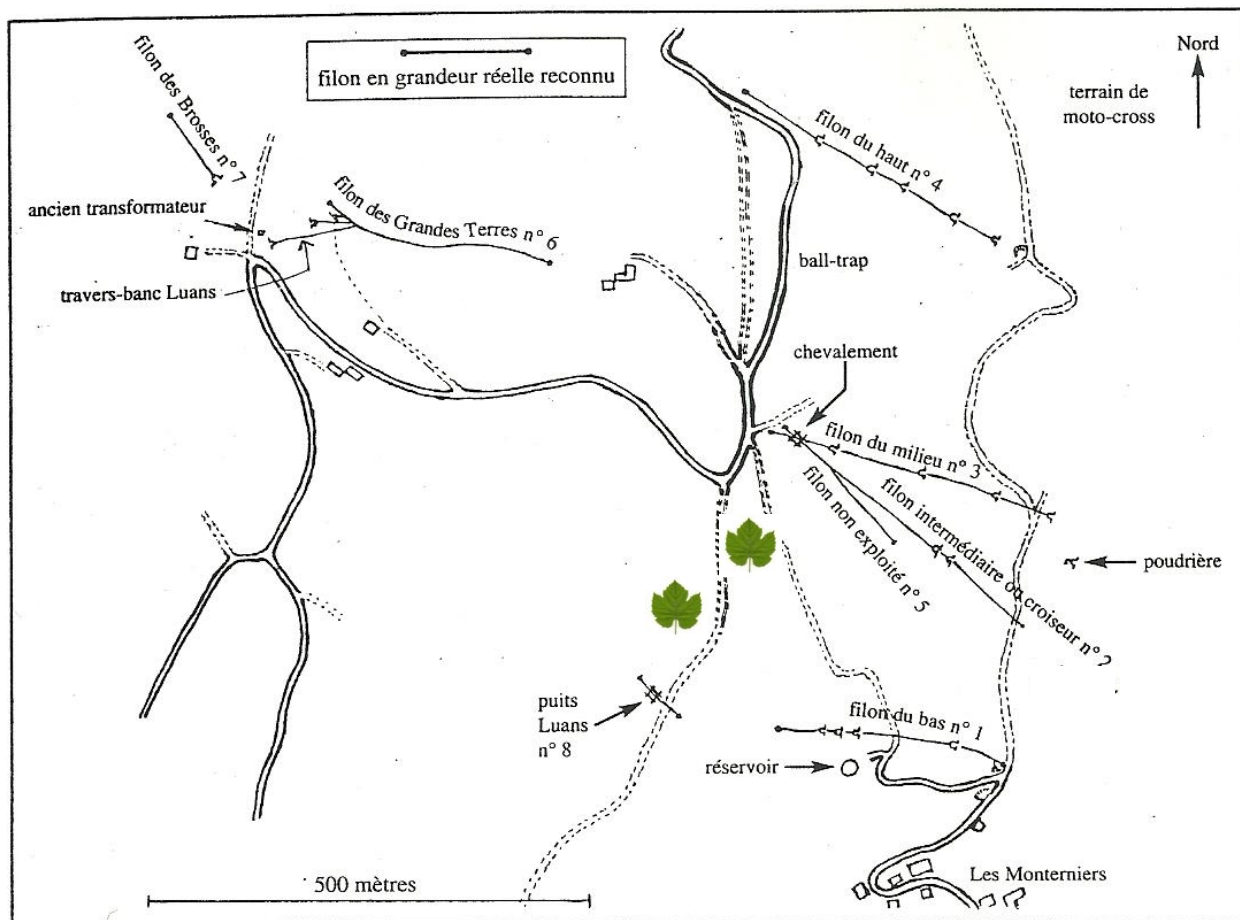 filon en grandeur réelle reconnu
Nord
terrain de
moto-cross
filon des Brosses n° 7
filon du haut n° 4
ancien transformateur
filon des Grandes Terres n° 6
travers-banc Luans
ball-trap
chevalement
filon du milieu n° 3
filon intermédiaire ou croiseur n° 2
filon non exploité n° 5
poudrière
puits
Luans
n° 8
filon du bas n° 1
réservoir
500 mètres
Les Monterniers